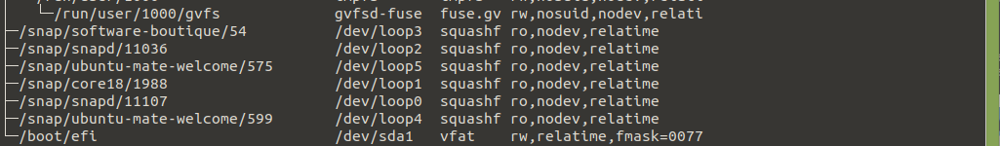 └─/run/user/1000/gvfs gvfsd-fuse fuse.gv rw,nosuid,nodev,relati
├─/snap/software-boutique/54 /dev/loop3 squashf ro,nodev,relatime
├─/snap/snapd/11036 /dev/loop2 squashf ro,nodev,relatime
├─/snap/ubuntu-mate-welcome/575 /dev/loop5 squashf ro,nodev,relatime
├─/snap/core18/1988 /dev/loop1 squashf ro,nodev,relatime
├─/snap/snapd/11107 /dev/loop0 squashf ro,nodev,relatime
├─/snap/ubuntu-mate-welcome/599 /dev/loop4 squashf ro,nodev,relatime
└─/boot/efi /dev/sda1 vfat rw,relatime,fmask=0077